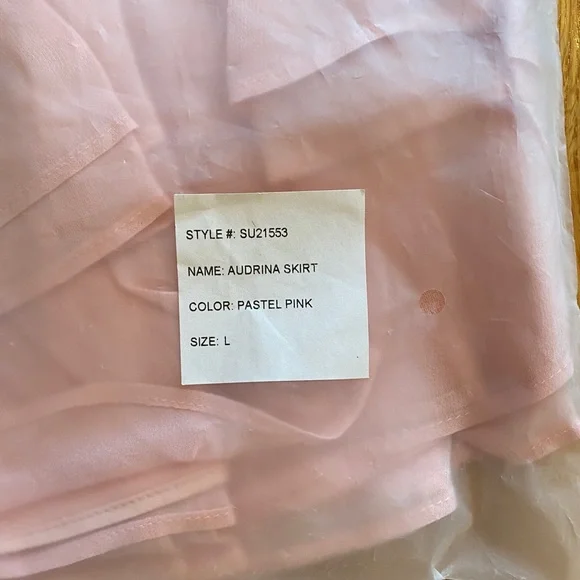 STYLE #: SU21553
NAME: AUDRINA SKIRT
COLOR: PASTEL PINK
SIZE: L